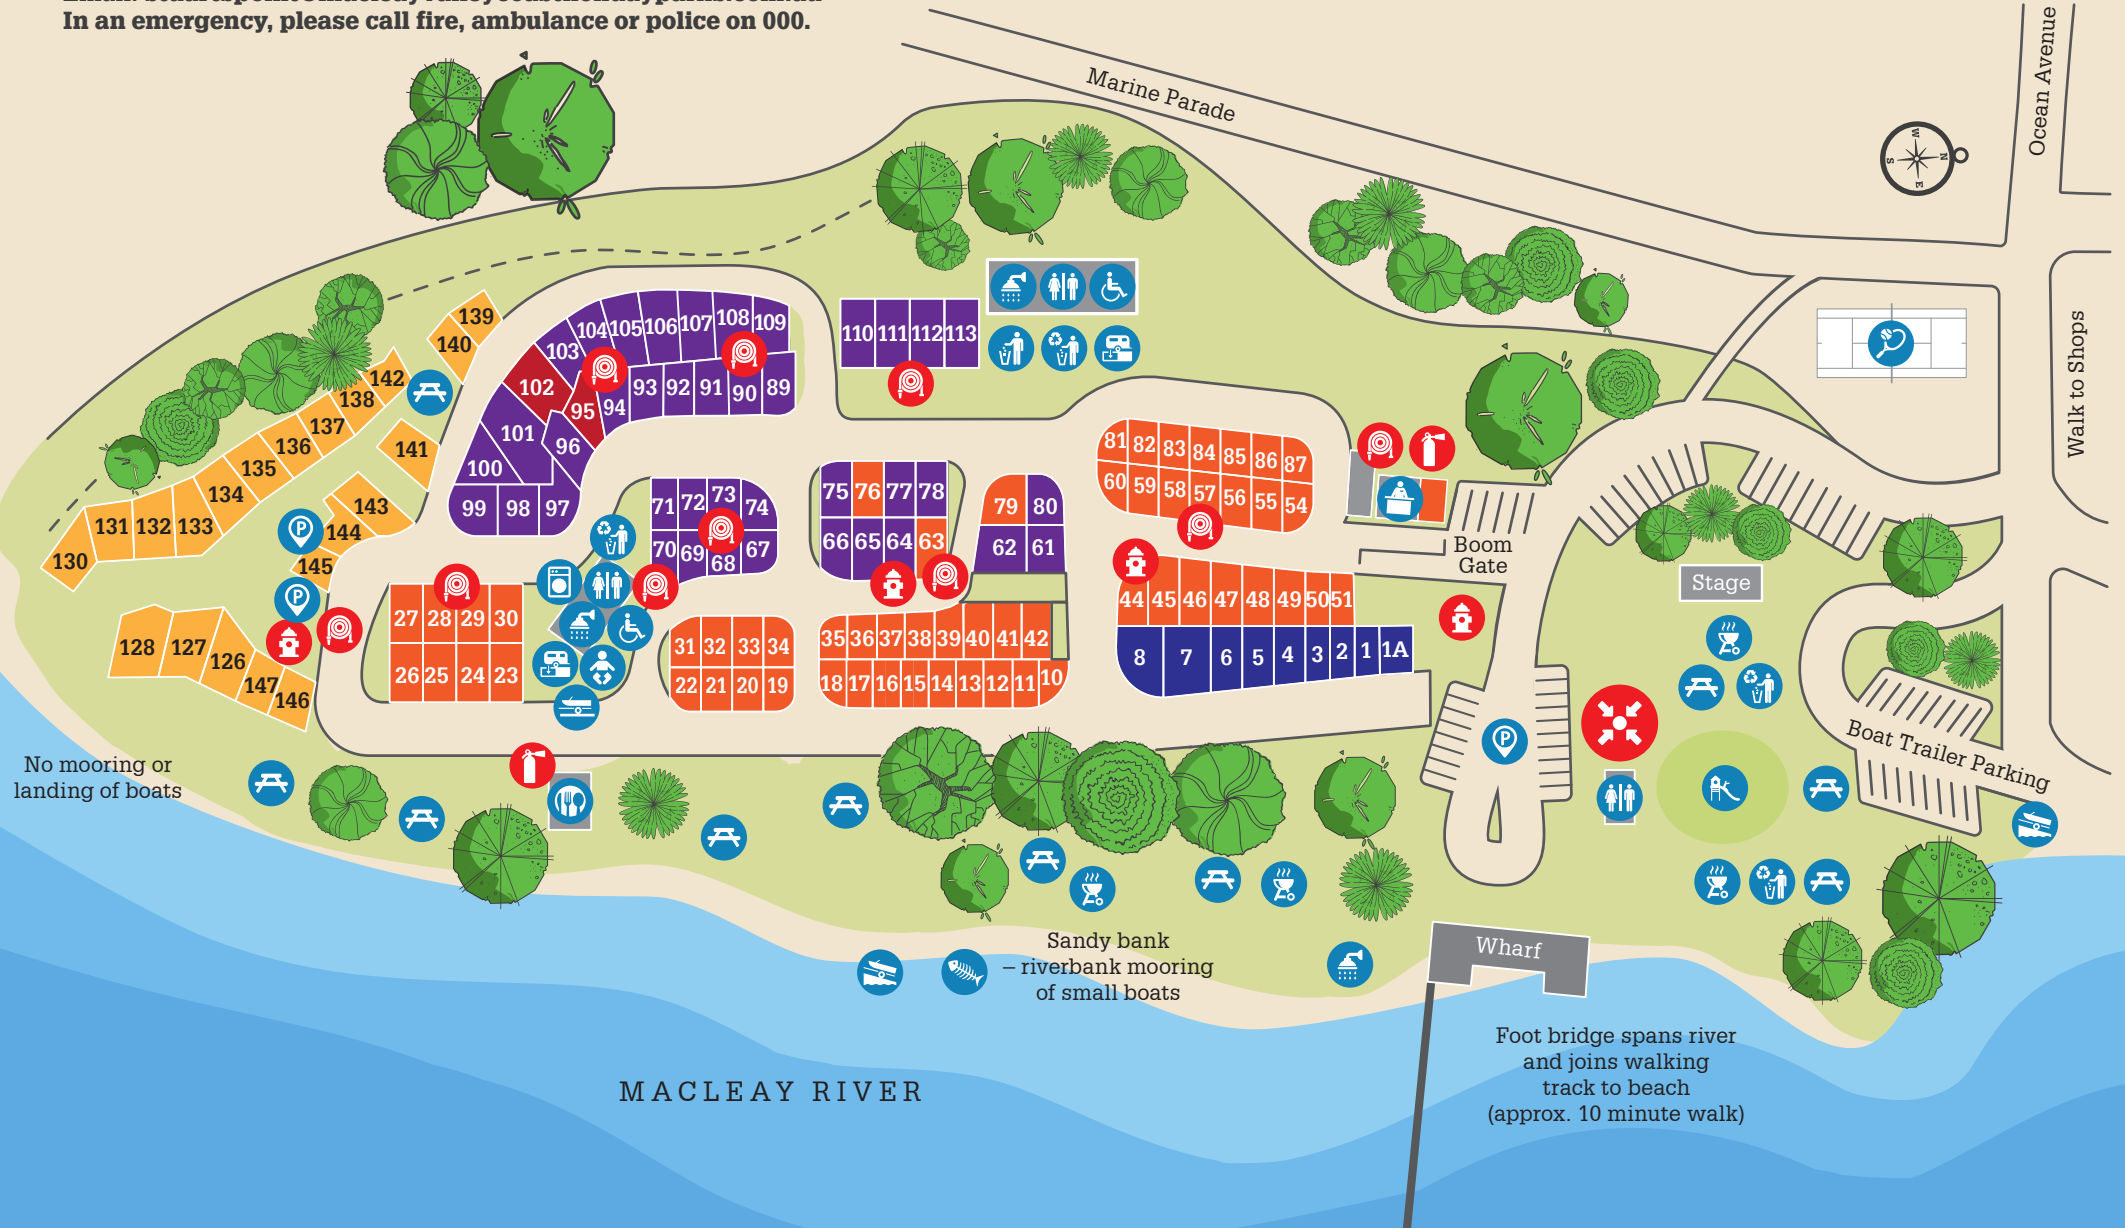 In an emergency, please call fire, ambulance or police on 000.
Marine Parade
Ocean Avenue
W
S N
E
Walk to Shops
139
140
142
138
137
136
135
134
141
131 132 133
130
143
144
145
P
P
128 127 126
147
146
104 105 106 107 108 109
103
102
95 94 93 92 91 90 89
101
96
100
99 98 97
110 111 112 113
71 72 73 74
70 69 68 67
75 76 77 78
66 65 64 63
79 80
62 61
81 82 83 84 85 86 87
60 59 58 57 56 55 54
Boom
Gate
Stage
27 28 29 30
26 25 24 23
31 32 33 34
22 21 20 19
35 36 37 38 39 40 41 42
18 17 16 15 14 13 12 11 10
44 45 46 47 48 49 50 51
8 7 6 5 4 3 2 1 1A
P
Boat Trailer Parking
No mooring or
landing of boats
Sandy bank
– riverbank mooring
of small boats
Wharf
Foot bridge spans river
and joins walking
track to beach
(approx. 10 minute walk)
MACLEAY RIVER